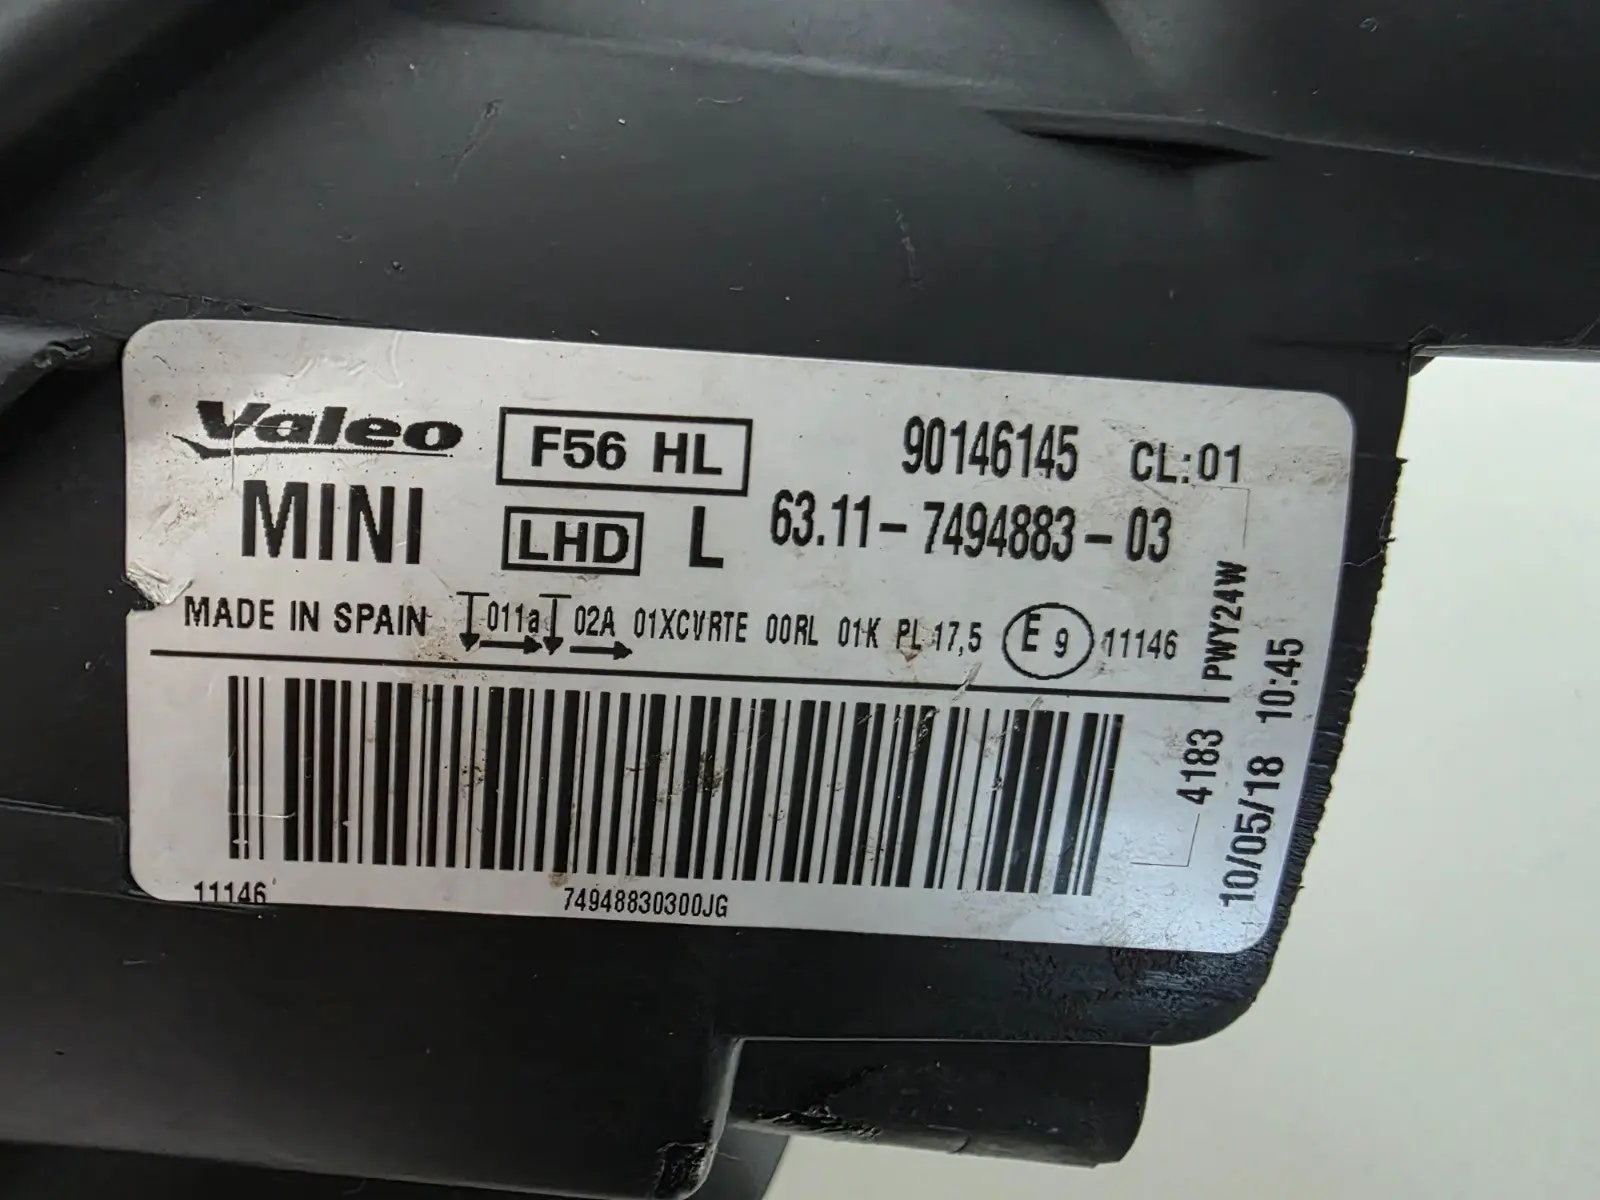 Valeo F56 HL 90146145 CL:01
MINI LHD L 63.11-7494883-03
MADE IN SPAIN 011a 02A 01XCVRTE 00RL 01K PL 17,5 E9 11146
PWY24W
4183
10/05/18 10:45
11146 74948830300JG